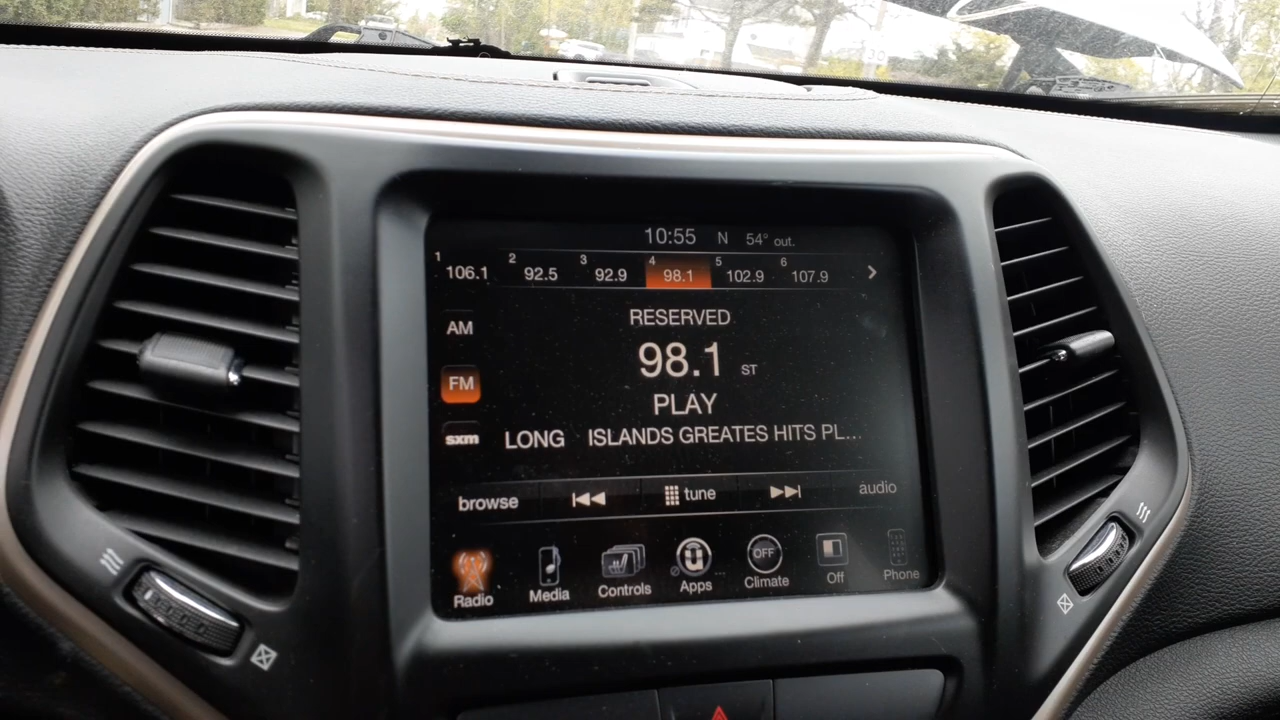 10:55 N 54° out.
1 106.1 2 92.5 3 92.9 4 98.1 5 102.9 6 107.9
AM
RESERVED
98.1 ST
FM
PLAY
sxm
LONG ISLANDS GREATES HITS PL...
browse tune audio
OFF
Radio Media Controls Apps Climate Off Phone